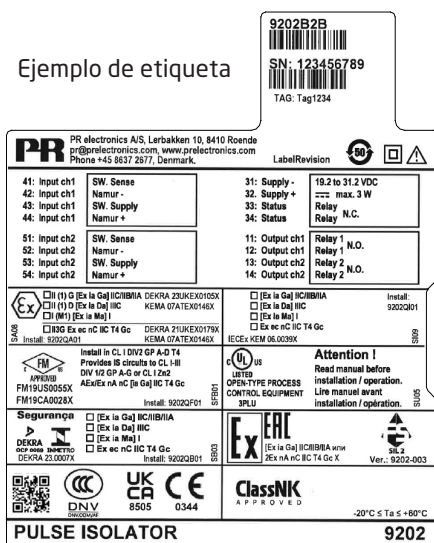 9202B2B
SN: 123456789
TAG: Tag1234
Ejemplo de etiqueta
PR
PR electronics A/S, Lerbakken 10, 8410 Roende
pr@prelectronics.com, www.prelectronics.com
Phone +45 8637 2677, Denmark.
LabelRevision
50
41: Input ch1 SW. Sense
42: Input ch1 Namur -
43: Input ch1 SW. Supply
44: Input ch1 Namur +
31: Supply - 19.2 to 31.2 VDC
32: Supply + max. 3 W
33: Status Relay
34: Status Relay N.C.
51: Input ch2 SW. Sense
52: Input ch2 Namur -
53: Input ch2 SW. Supply
54: Input ch2 Namur +
11: Output ch1 Relay 1
12: Output ch1 Relay 1 N.O.
13: Output ch2 Relay 2
14: Output ch2 Relay 2 N.O.
II (1) G [Ex ia Ga] IIC/IIB/IIA DEKRA 23UKEX0105X
II (1) D [Ex ia Da] IIIC KEMA 07ATEX0146X
I (M1) [Ex ia Ma] I
II3G Ex ec nC IIC T4 Gc DEKRA 21UKEX0179X
Install: 9202QA01 KEMA 07ATEX0146X
SA08
[Ex ia Ga] IIC/IIB/IIA
[Ex ia Da] IIIC
[Ex ia Ma] I
Ex ec nC IIC T4 Gc
IECEx KEM 06.0039X
Install:
9202QI01
SI09
FM
APPROVED
FM19US0055X
FM19CA0028X
Install in CL I DIV2 GP A-D T4
Provides IS circuits to CL I-III
DIV 1/2 GP A-G or CL I Zn2
AEx/Ex nA nC [ia Ga] IIC T4 Gc
Install: 9202QF01
SFB01
C UL US
LISTED
OPEN-TYPE PROCESS
CONTROL EQUIPMENT
3PLU
Attention !
Read manual before
installation / operation.
Lire manuel avant
installation / opération.
SU05
Segurança
DEKRA
OCP 0008 INMETRO
DEKRA 23.0007X
[Ex ia Ga] IIC/IIB/IIA
[Ex ia Da] IIIC
[Ex ia Ma] I
Ex ec nC IIC T4 Gc
Install: 9202QB01
SB03
Ex
EAC
[Ex ia Ga] IIC/IIB/IIA или
2Ex nA nC IIC T4 Gc X
SIL 2
Ver.: 9202-003
CCC
DNV
UK CA
8505
CE
0344
ClassNK
APPROVED
-20°C ≤ Ta ≤ +60°C
PULSE ISOLATOR 9202